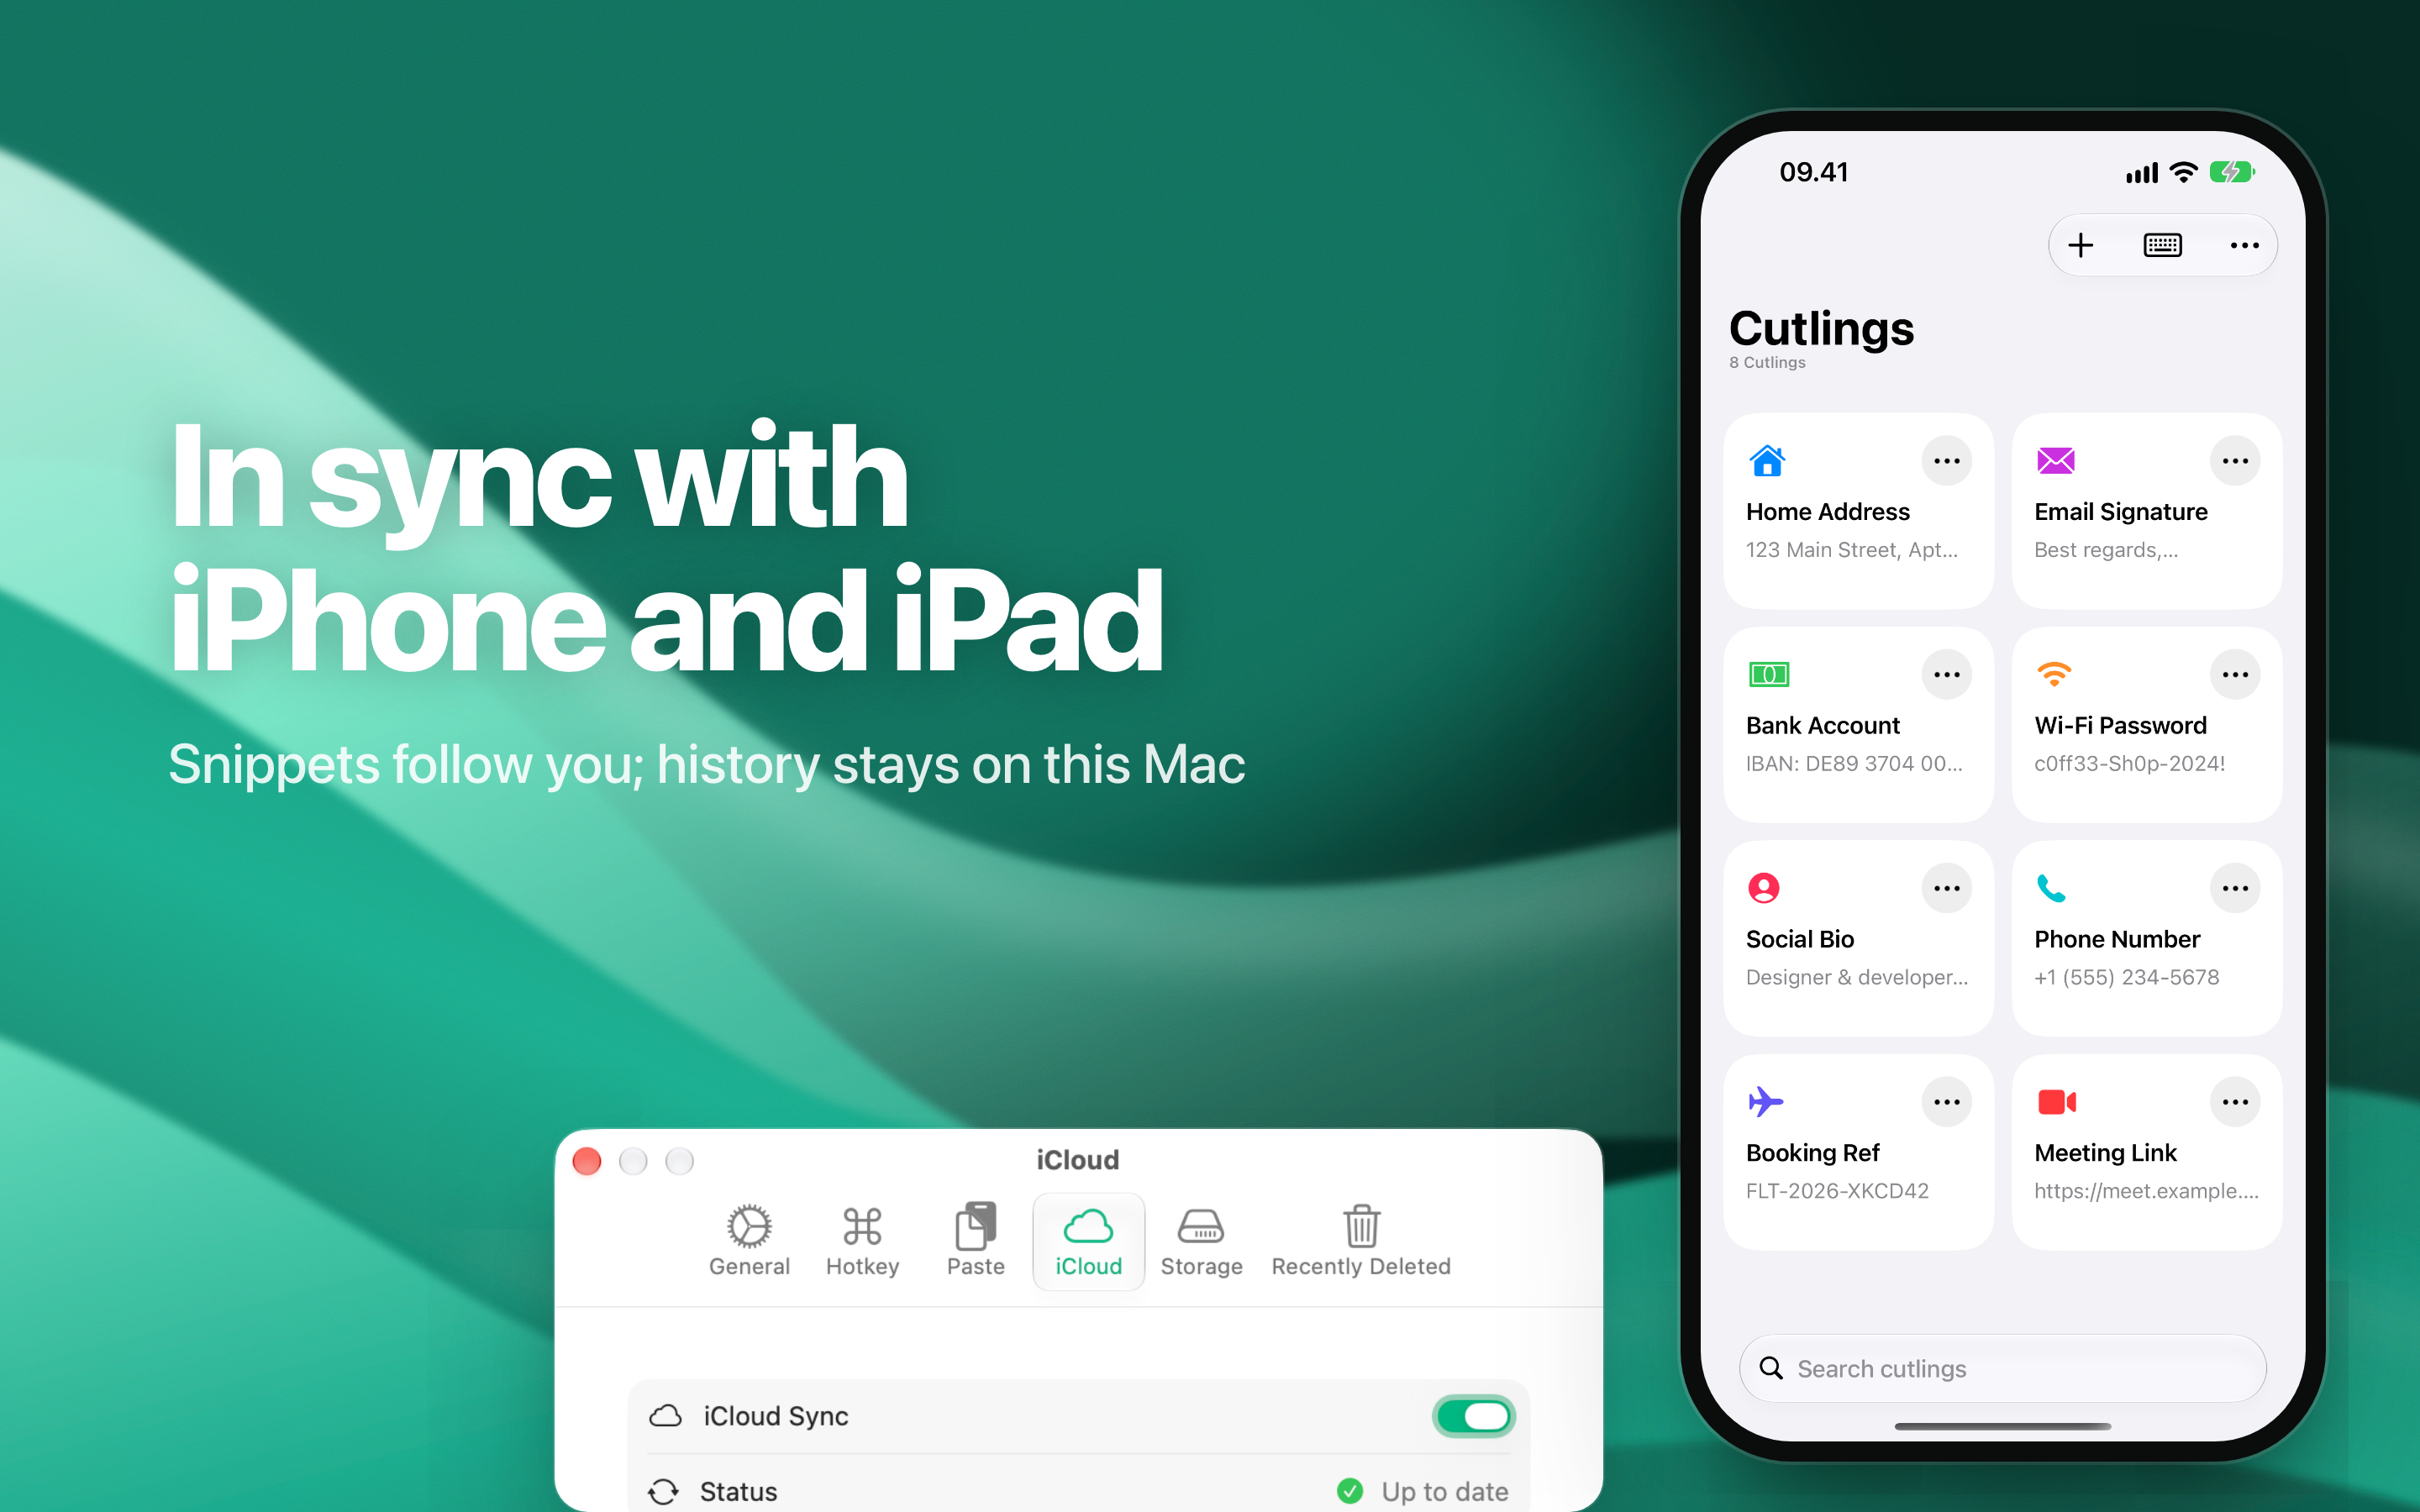 In sync with
iPhone and iPad
Snippets follow you; history stays on this Mac
iCloud
General
Hotkey
Paste
iCloud
Storage
Recently Deleted
iCloud Sync
Status
Up to date
09.41
Cutlings
8 Cutlings
Home Address
123 Main Street, Apt...
Email Signature
Best regards,...
Bank Account
IBAN: DE89 3704 00...
Wi-Fi Password
c0ff33-Sh0p-2024!
Social Bio
Designer & developer...
Phone Number
+1 (555) 234-5678
Booking Ref
FLT-2026-XKCD42
Meeting Link
https://meet.example....
Search cutlings